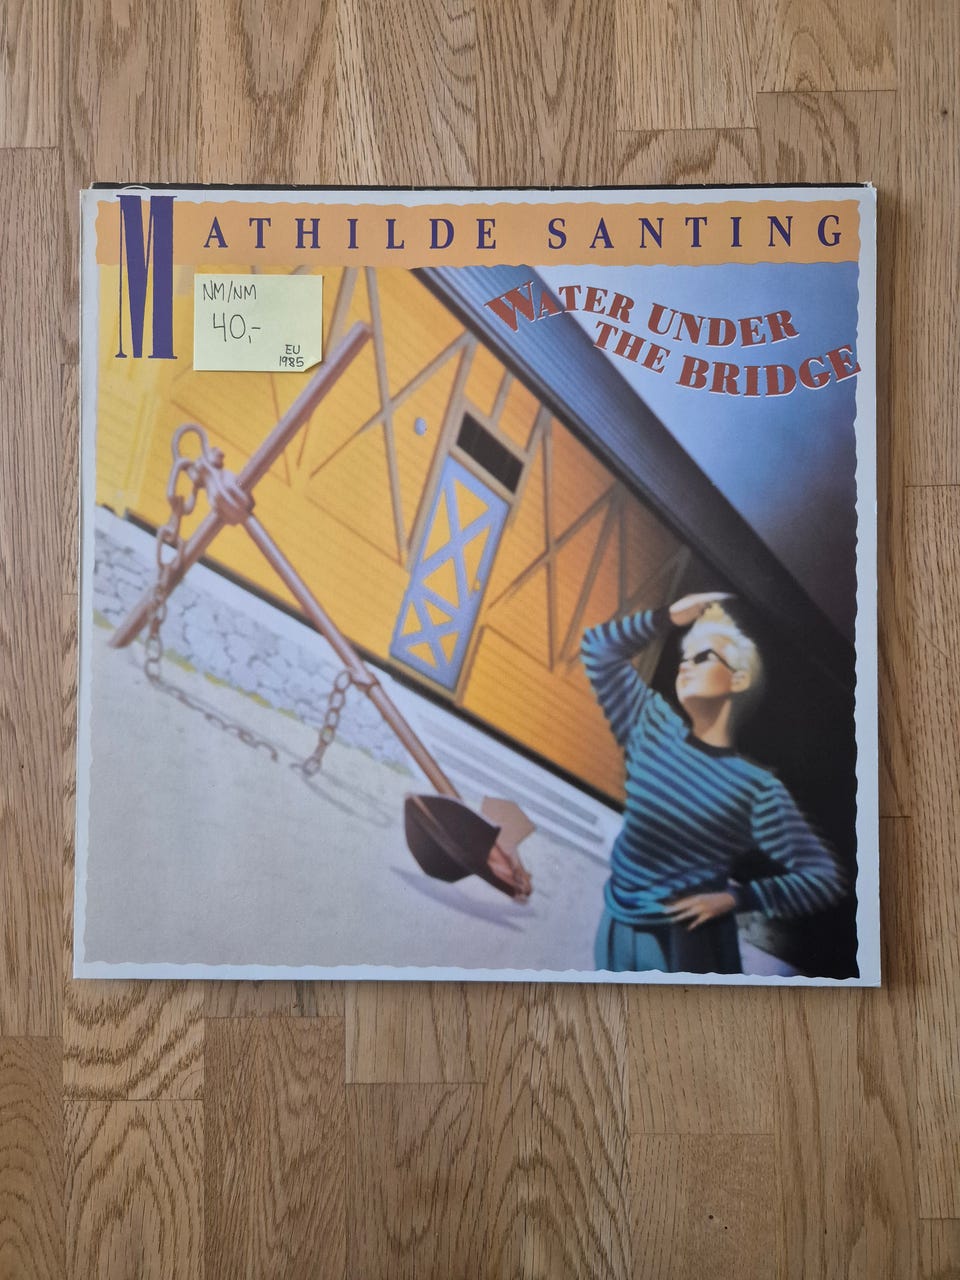 MATHILDE SANTING
WATER UNDER
THE BRIDGE
NM/NM
40,-
EU
1985